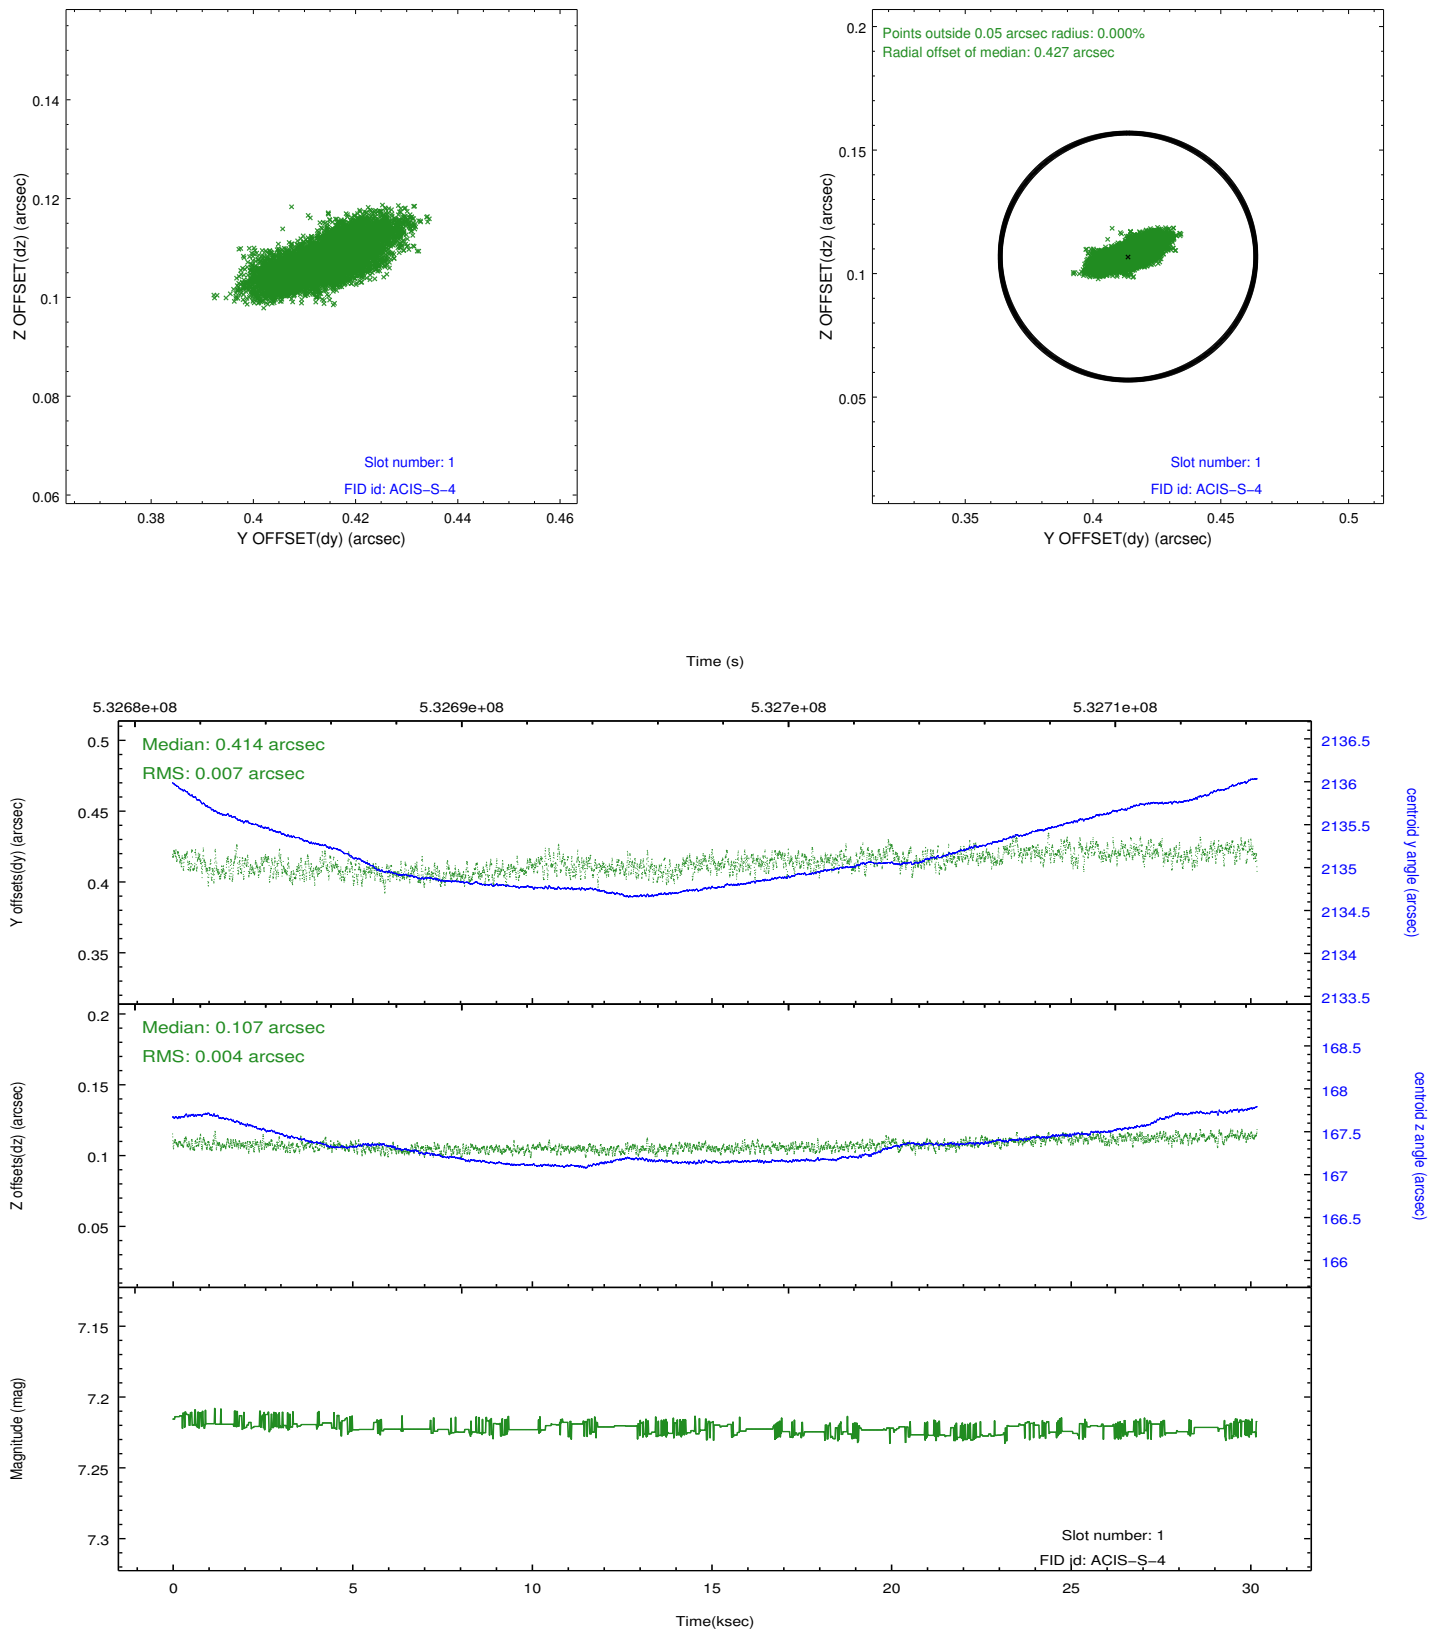 0.14
0.12
0.1
0.08
0.06
Z OFFSET(dz) (arcsec)
Slot number: 1
FID id: ACIS−S−4
0.38 0.4 0.42 0.44 0.46
Y OFFSET(dy) (arcsec)
Points outside 0.05 arcsec radius: 0.000%
Radial offset of median: 0.427 arcsec
0.2
0.15
0.1
0.05
Z OFFSET(dz) (arcsec)
Slot number: 1
FID id: ACIS−S−4
0.35 0.4 0.45 0.5
Y OFFSET(dy) (arcsec)
Time (s)
5.3268e+08 5.3269e+08 5.327e+08 5.3271e+08
Median: 0.414 arcsec
RMS: 0.007 arcsec
0.5
0.45
0.4
0.35
Y offsets(dy) (arcsec)
2136.5
2136
2135.5
2135
2134.5
2134
2133.5
centroid y angle (arcsec)
Median: 0.107 arcsec
RMS: 0.004 arcsec
0.2
0.15
0.1
0.05
Z offsets(dz) (arcsec)
168.5
168
167.5
167
166.5
166
centroid z angle (arcsec)
7.15
7.2
7.25
7.3
Magnitude (mag)
Slot number: 1
FID id: ACIS−S−4
0 5 10 15 20 25 30
Time(ksec)